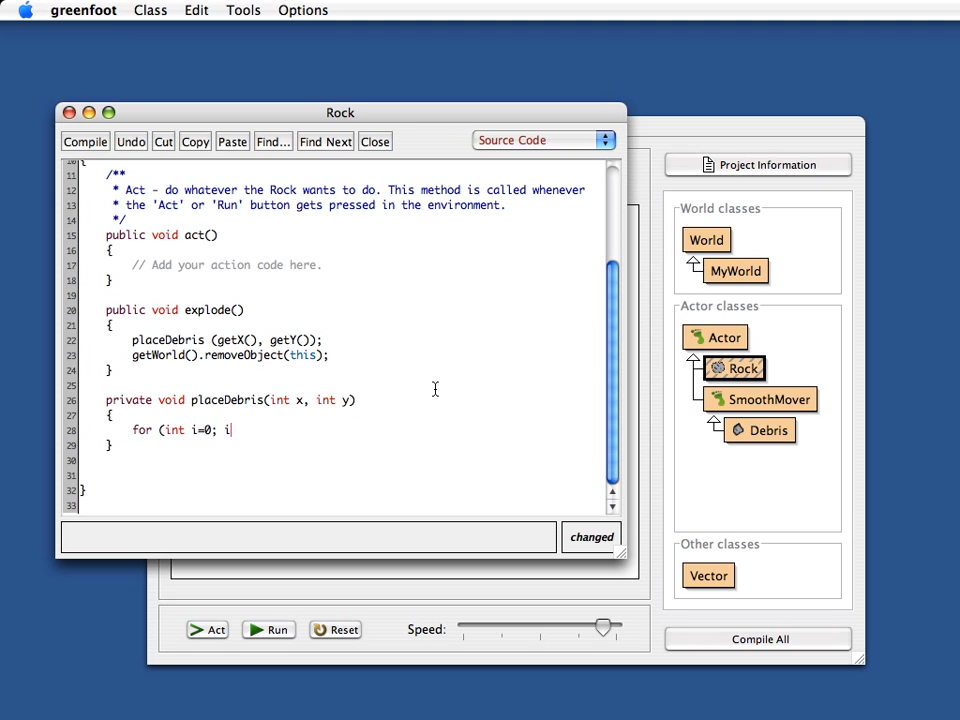 greenfoot Class Edit Tools Options
Rock
Compile Undo Cut Copy Paste Find... Find Next Close Source Code
10 {
11 /**
12 * Act - do whatever the Rock wants to do. This method is called whenever
13 * the 'Act' or 'Run' button gets pressed in the environment.
14 */
15 public void act()
16 {
17 // Add your action code here.
18 }
19
20 public void explode()
21 {
22 placeDebris (getX(), getY());
23 getWorld().removeObject(this);
24 }
25
26 private void placeDebris(int x, int y)
27 {
28 for (int i=0; i
29 }
30
31
32 }
33
changed
Project Information
World classes
World
MyWorld
Actor classes
Actor
Rock
SmoothMover
Debris
Other classes
Vector
Act Run Reset Speed:
Compile All